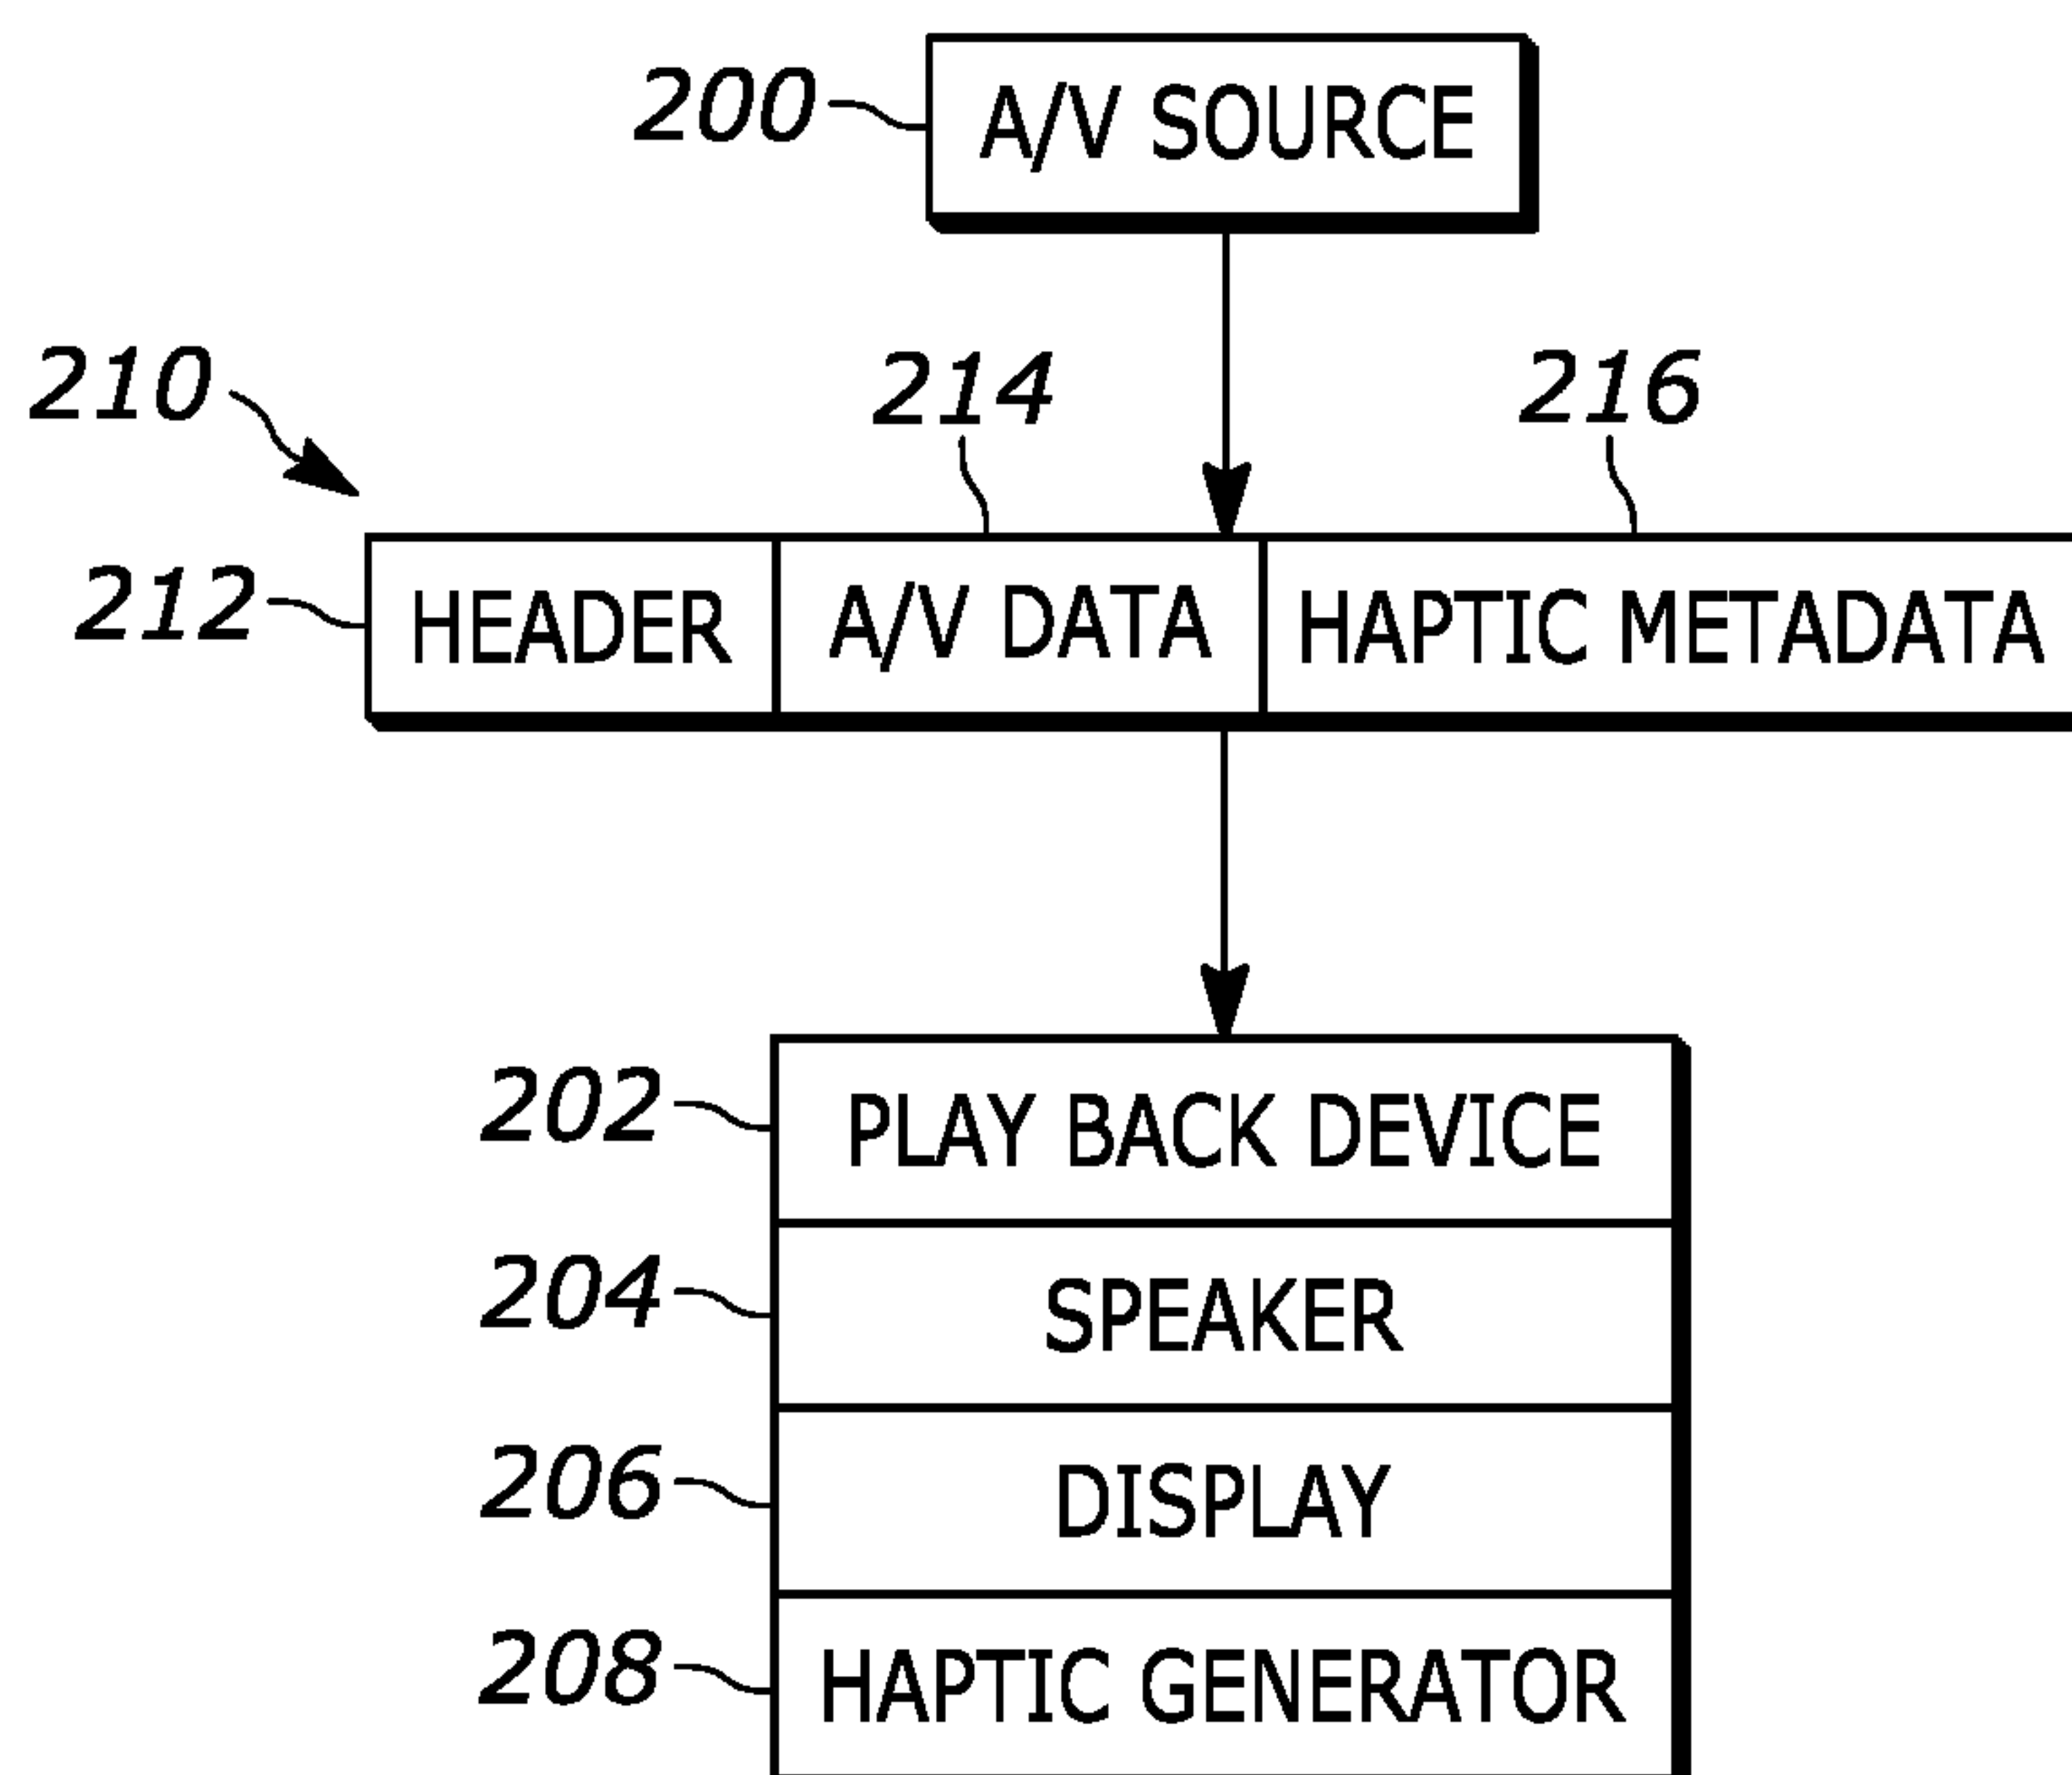 200 A/V SOURCE
210 214 216
212 HEADER A/V DATA HAPTIC METADATA
202 PLAY BACK DEVICE
204 SPEAKER
206 DISPLAY
208 HAPTIC GENERATOR